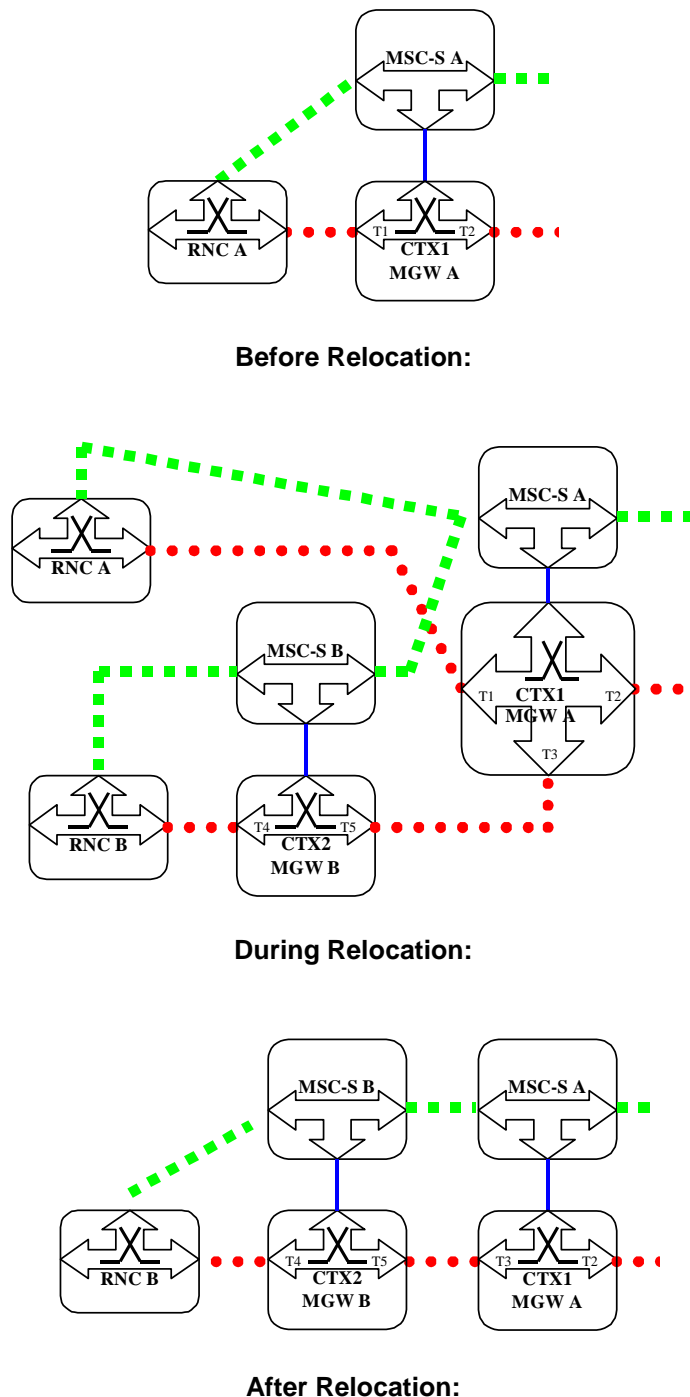 MSC-S A
RNC A
T1
T2
CTX1
MGW A
Before Relocation:
MSC-S A
RNC A
MSC-S B
T1
CTX1
T2
MGW A
T3
RNC B
T4
T5
CTX2
MGW B
During Relocation:
MSC-S B
MSC-S A
RNC B
T4
T5
CTX2
MGW B
T3
T2
CTX1
MGW A
After Relocation: